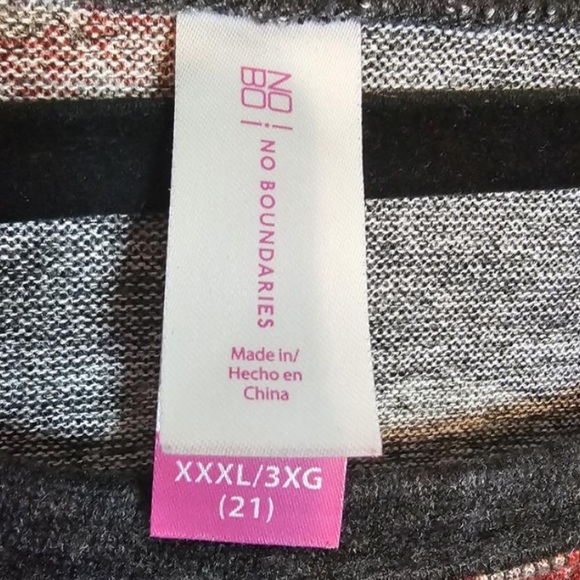 NO
BO
NO BOUNDARIES
Made in/
Hecho en
China
XXXL/3XG
(21)